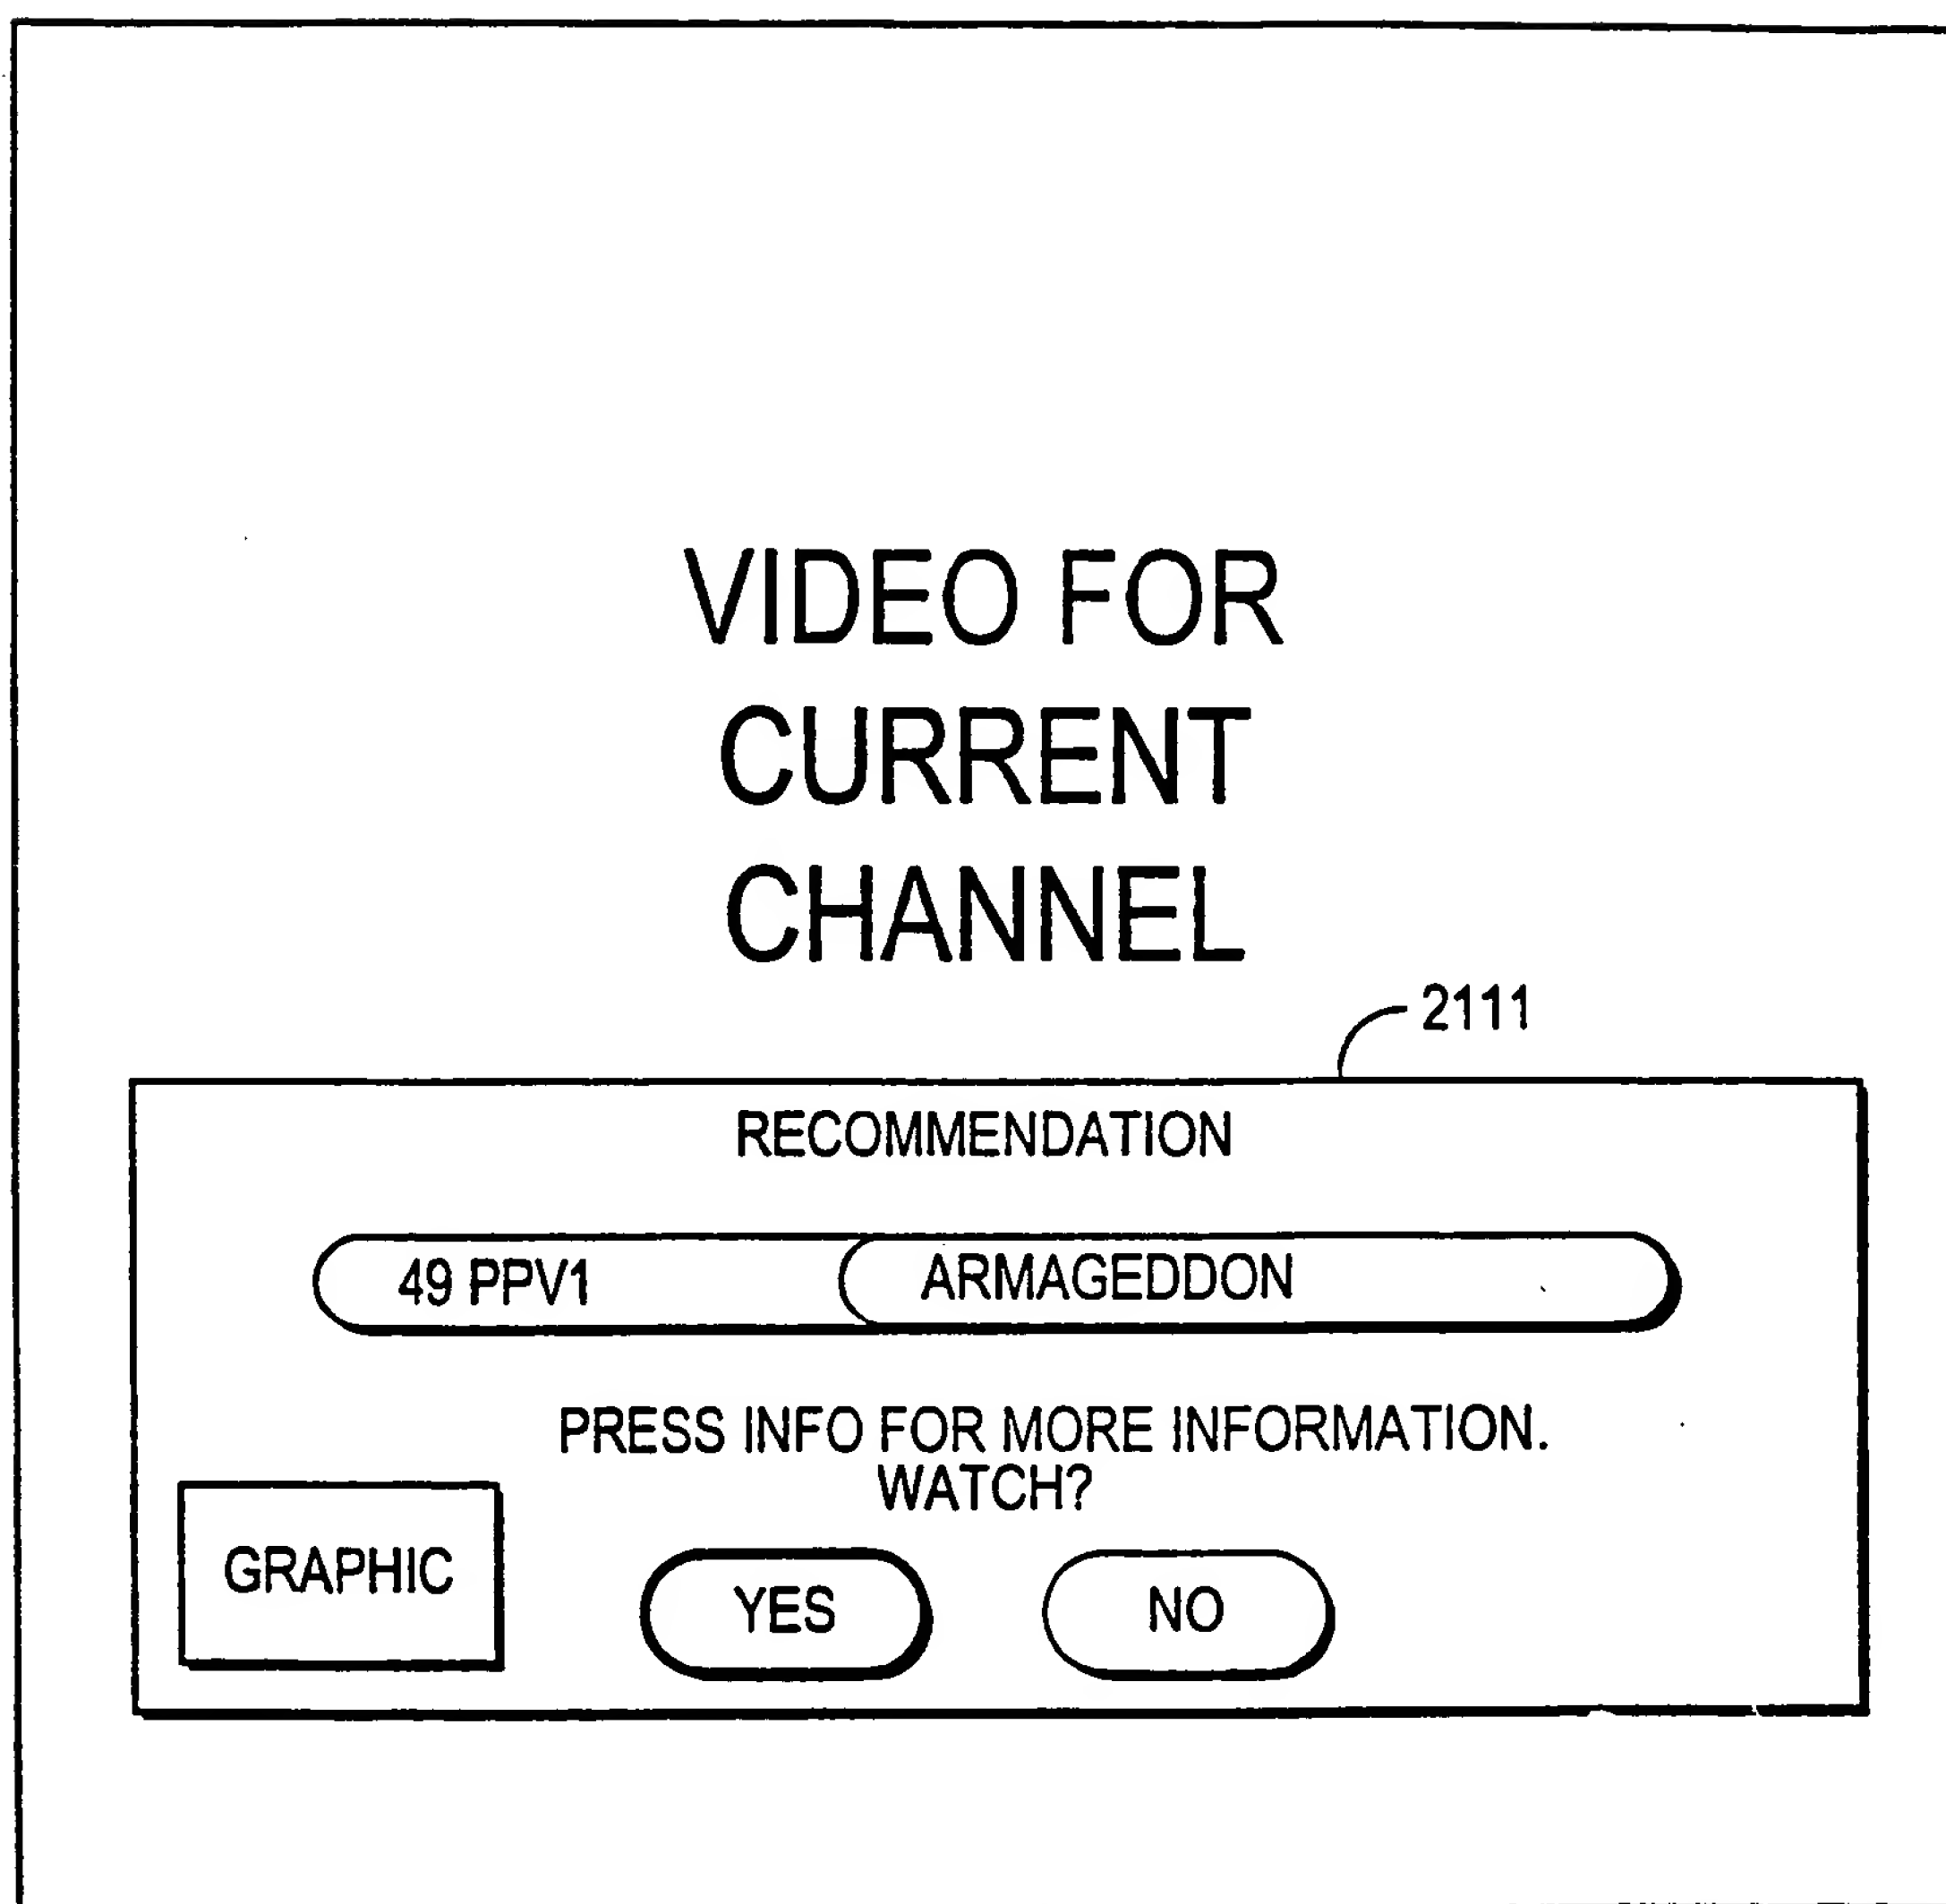 VIDEO FOR
CURRENT
CHANNEL
2111
RECOMMENDATION
49 PPV1 ARMAGEDDON
PRESS INFO FOR MORE INFORMATION.
WATCH?
GRAPHIC
YES NO